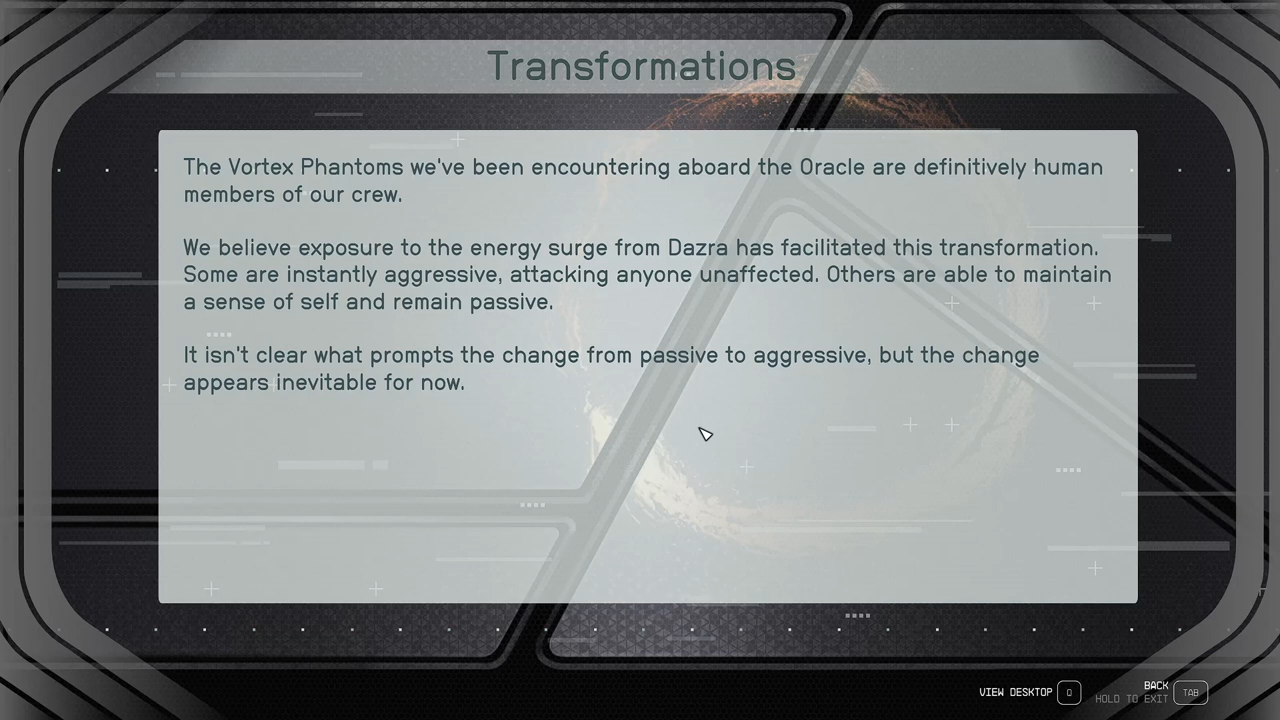 Transformations
The Vortex Phantoms we've been encountering aboard the Oracle are definitively human
members of our crew.
We believe exposure to the energy surge from Dazra has facilitated this transformation.
Some are instantly aggressive, attacking anyone unaffected. Others are able to maintain
a sense of self and remain passive.
It isn't clear what prompts the change from passive to aggressive, but the change
appears inevitable for now.
VIEW DESKTOP Q
BACK
HOLD TO EXIT TAB